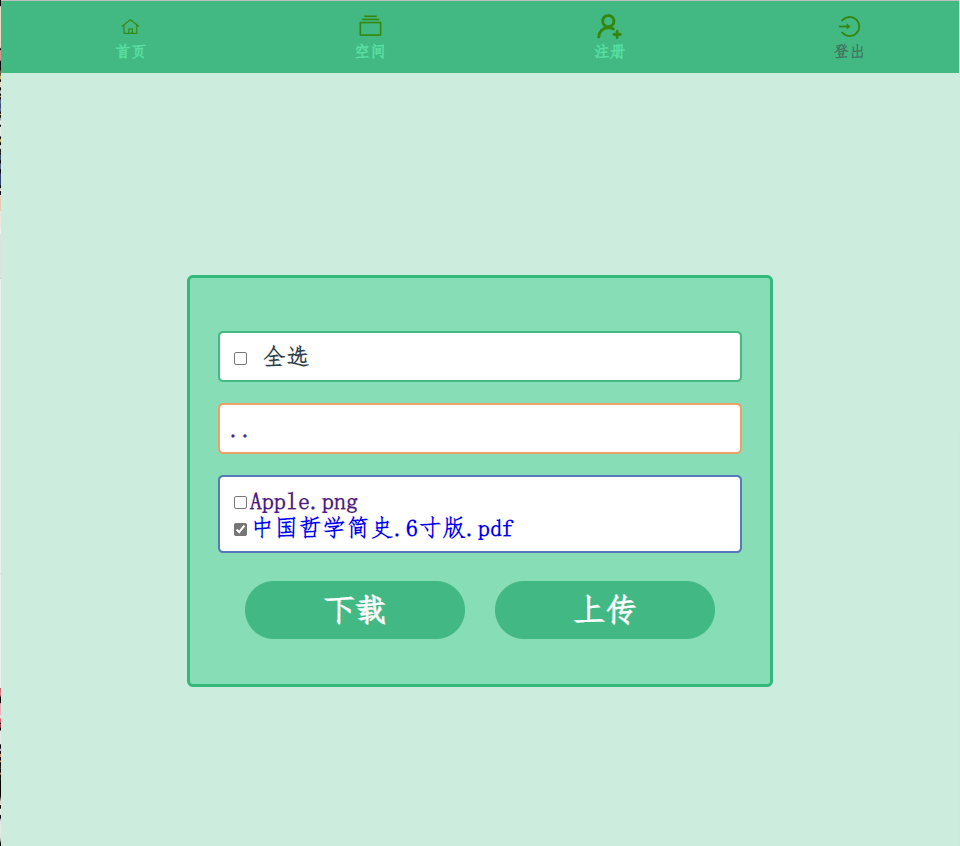 首页 空间 注册 登出
全选
..
Apple.png
中国哲学简史.6寸版.pdf
下载 上传